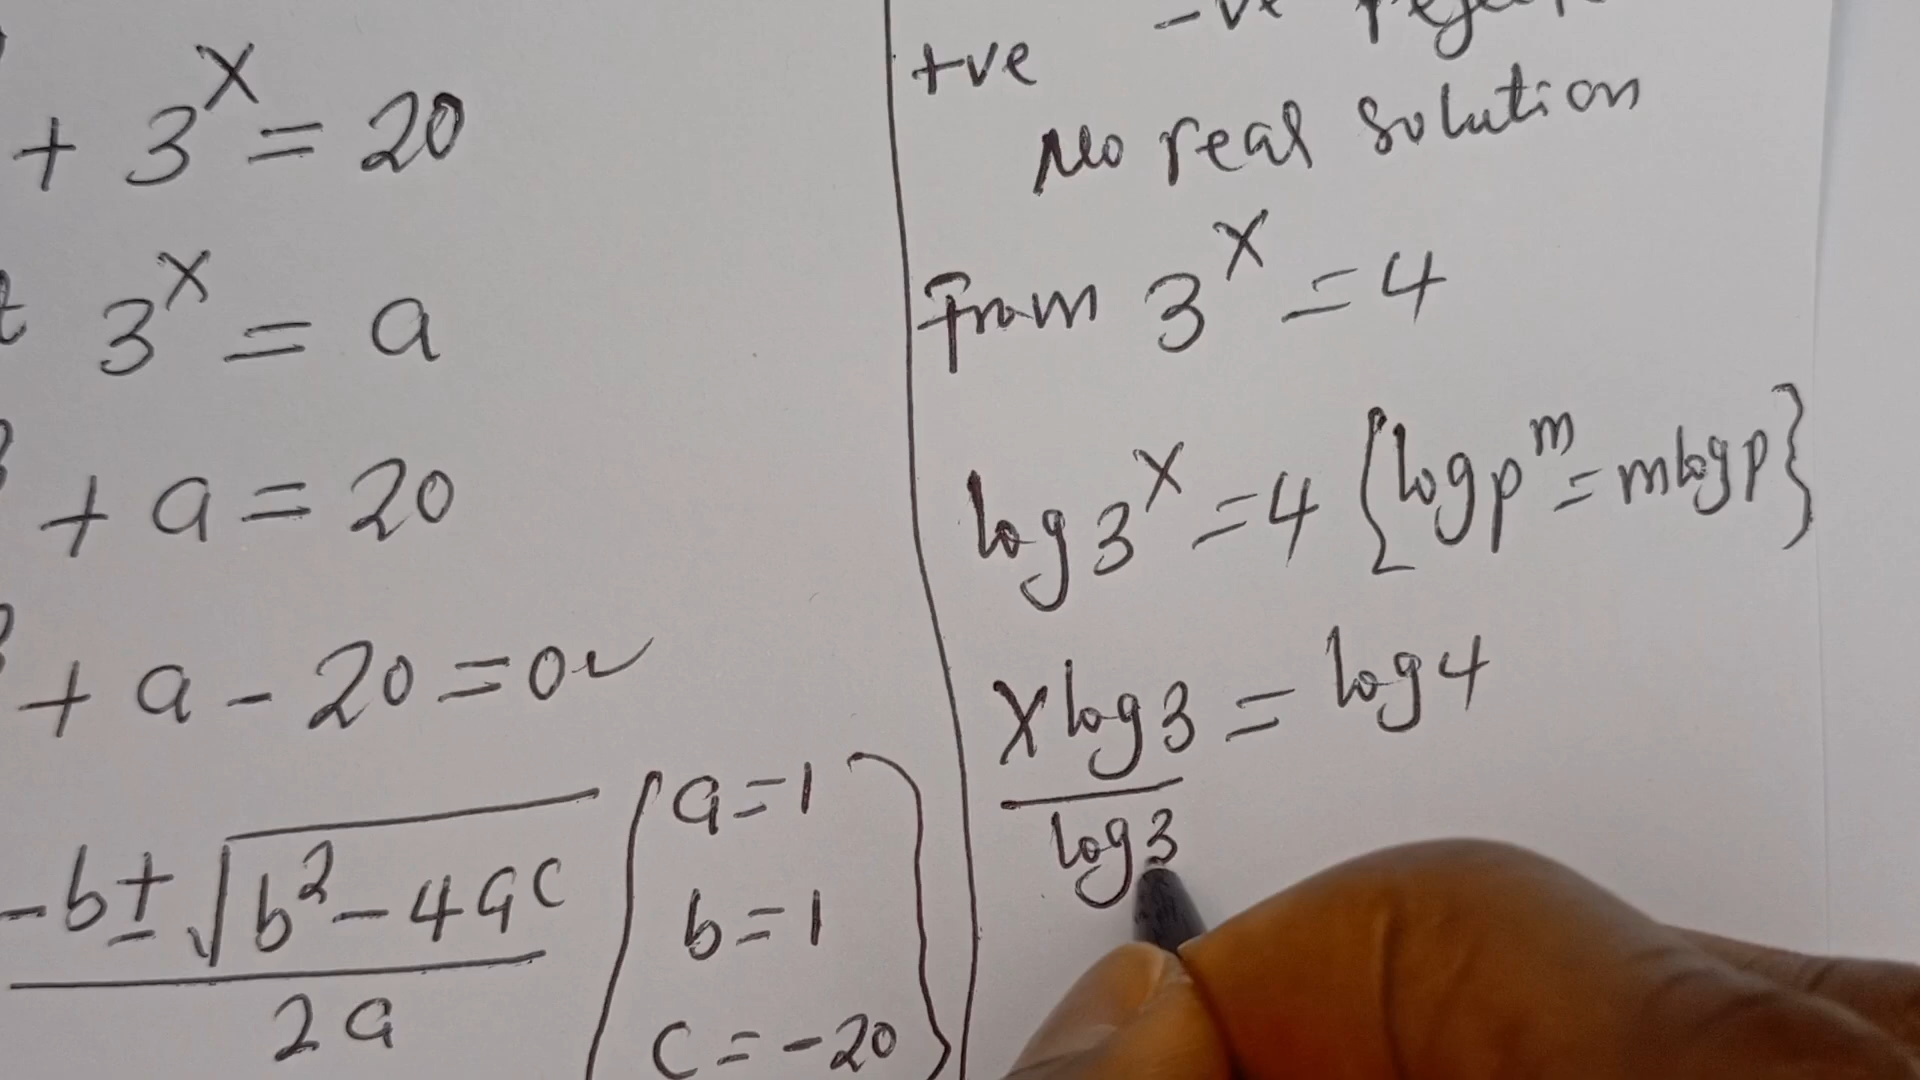 + 3^x = 20
3^x = a
+ a = 20
+ a - 20 = 0
-b ± √b² - 4ac
2a
a = 1
b = 1
c = -20
+ve -ve
No real solution
From 3^x = 4
log 3^x = 4 {log p^m = m log p}
x log 3 = log 4
log 3